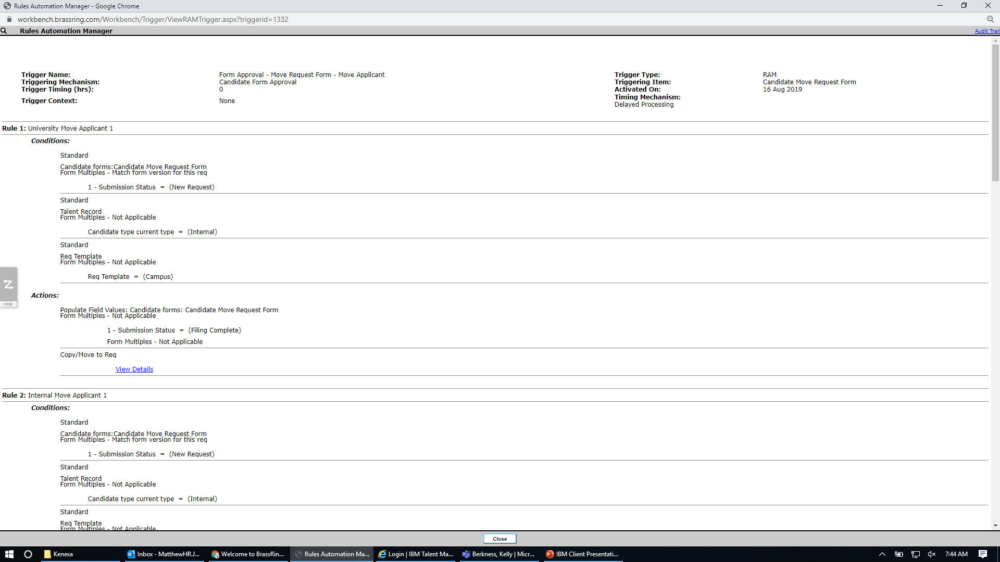 Rules Automation Manager - Google Chrome
workbench.brassring.com/Workbench/Trigger/ViewRAMTrigger.aspx?triggerid=1332
Rules Automation Manager
Audit Trail
Trigger Name: Form Approval - Move Request Form - Move Applicant Trigger Type: RAM
Triggering Mechanism: Candidate Form Approval Triggering Item: Candidate Move Request Form
Trigger Timing (hrs): 0 Activated On: 16 Aug 2019
Trigger Context: None Timing Mechanism:
Delayed Processing
Rule 1: University Move Applicant 1
Conditions:
Standard
Candidate forms:Candidate Move Request Form
Form Multiples - Match form version for this req
1 - Submission Status = (New Request)
Standard
Talent Record
Form Multiples - Not Applicable
Candidate type current type = (Internal)
Standard
Req Template
Form Multiples - Not Applicable
Req Template = (Campus)
HIDE
Actions:
Populate Field Values: Candidate forms: Candidate Move Request Form
Form Multiples - Not Applicable
1 - Submission Status = (Filing Complete)
Form Multiples - Not Applicable
Copy/Move to Req
View Details
Rule 2: Internal Move Applicant 1
Conditions:
Standard
Candidate forms:Candidate Move Request Form
Form Multiples - Match form version for this req
1 - Submission Status = (New Request)
Standard
Talent Record
Form Multiples - Not Applicable
Candidate type current type = (Internal)
Standard
Req Template
Form Multiples - Not Applicable
Close
Kenexa
Inbox - MatthewHR.J...
Welcome to BrassRin...
Rules Automation Ma...
Login | IBM Talent Ma...
Berkness, Kelly | Micr...
IBM Client Presentati...
7:44 AM